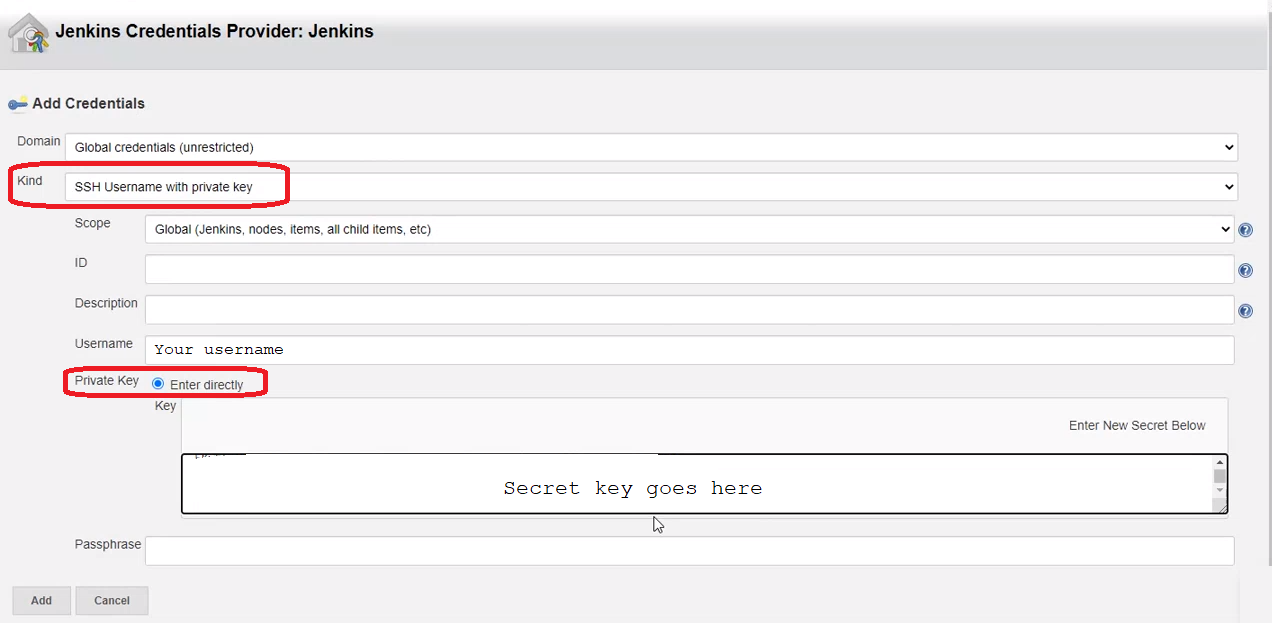 Jenkins Credentials Provider: Jenkins
Add Credentials
Domain
Global credentials (unrestricted)
Kind
SSH Username with private key
Scope
Global (Jenkins, nodes, items, all child items, etc)
ID
Description
Username
Your username
Private Key
Enter directly
Key
Enter New Secret Below
Secret key goes here
Passphrase
Add
Cancel